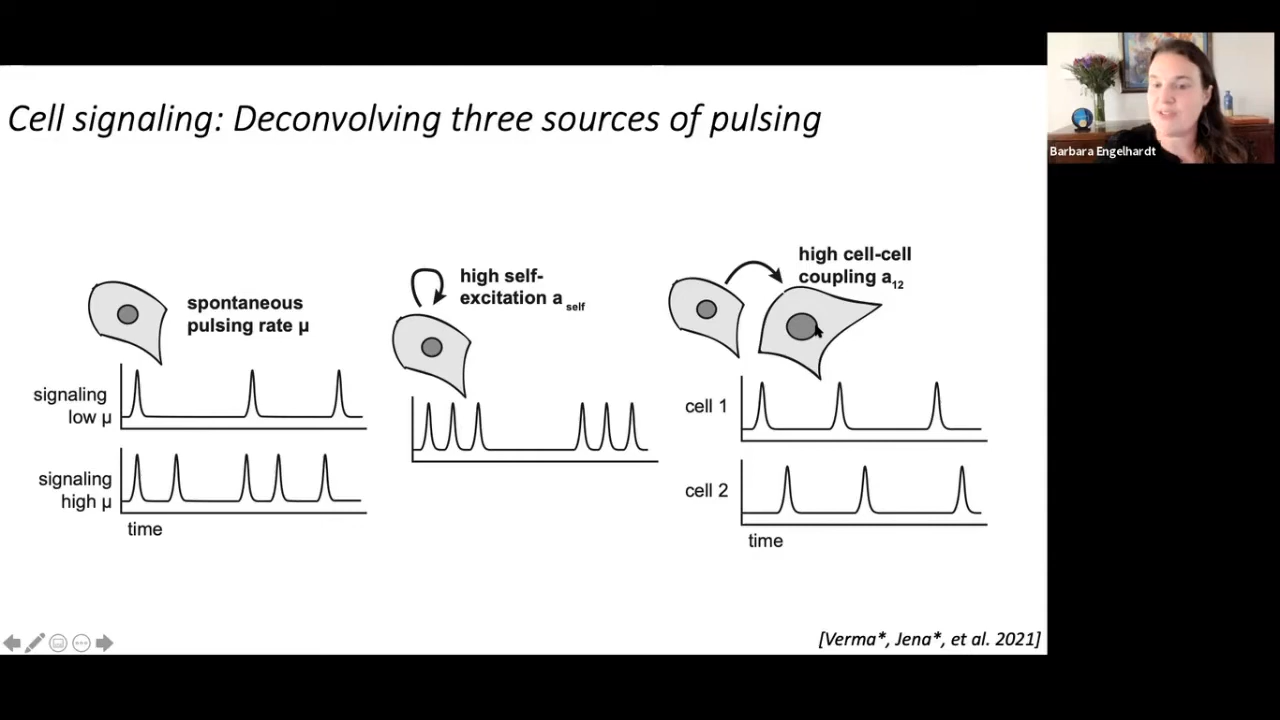 Cell signaling: Deconvolving three sources of pulsing
Barbara Engelhardt
spontaneous
pulsing rate μ
signaling
low μ
signaling
high μ
time
high self-
excitation a self
high cell-cell
coupling a12
cell 1
cell 2
time
[Verma*, Jena*, et al. 2021]